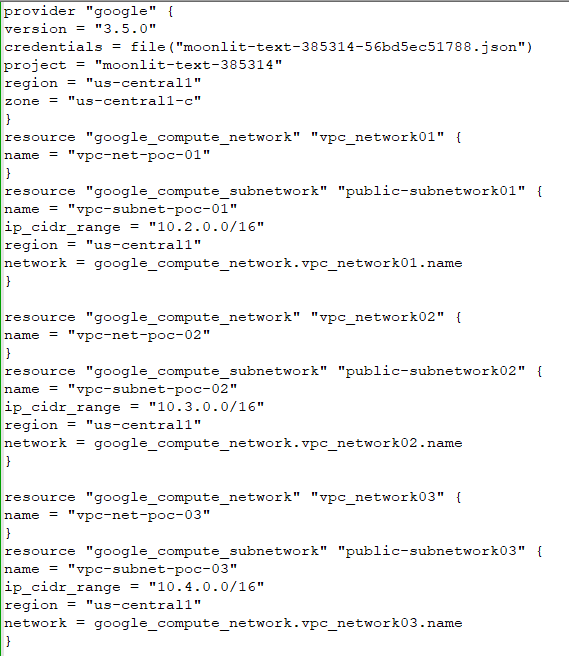 provider "google" {
version = "3.5.0"
credentials = file("moonlit-text-385314-56bd5ec51788.json")
project = "moonlit-text-385314"
region = "us-central1"
zone = "us-central1-c"
}
resource "google_compute_network" "vpc_network01" {
name = "vpc-net-poc-01"
}
resource "google_compute_subnetwork" "public-subnetwork01" {
name = "vpc-subnet-poc-01"
ip_cidr_range = "10.2.0.0/16"
region = "us-central1"
network = google_compute_network.vpc_network01.name
}

resource "google_compute_network" "vpc_network02" {
name = "vpc-net-poc-02"
}
resource "google_compute_subnetwork" "public-subnetwork02" {
name = "vpc-subnet-poc-02"
ip_cidr_range = "10.3.0.0/16"
region = "us-central1"
network = google_compute_network.vpc_network02.name
}

resource "google_compute_network" "vpc_network03" {
name = "vpc-net-poc-03"
}
resource "google_compute_subnetwork" "public-subnetwork03" {
name = "vpc-subnet-poc-03"
ip_cidr_range = "10.4.0.0/16"
region = "us-central1"
network = google_compute_network.vpc_network03.name
}